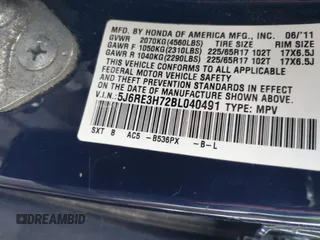 MFD. BY HONDA OF AMERICA MFG., INC. 06/'11
GVWR 2070KG(4560LBS) TIRE SIZE RIM SIZE
GAWR F 1050KG(2310LBS) 225/65R17 102T 17X6.5J
GAWR R 1040KG(2290LBS) 225/65R17 102T 17X6.5J
THIS VEHICLE CONFORMS TO ALL APPLICABLE FEDERAL
MOTOR VEHICLE SAFETY, BUMPER, AND THEFT PREVENTION
STANDARDS IN EFFECT ON THE DATE OF MANUFACTURE
SHOWN ABOVE.
V.I.N.: 5J6RE3H72BL040491 TYPE: MPV
SXT B AC5 -B536PX -B-L
DREAMBID